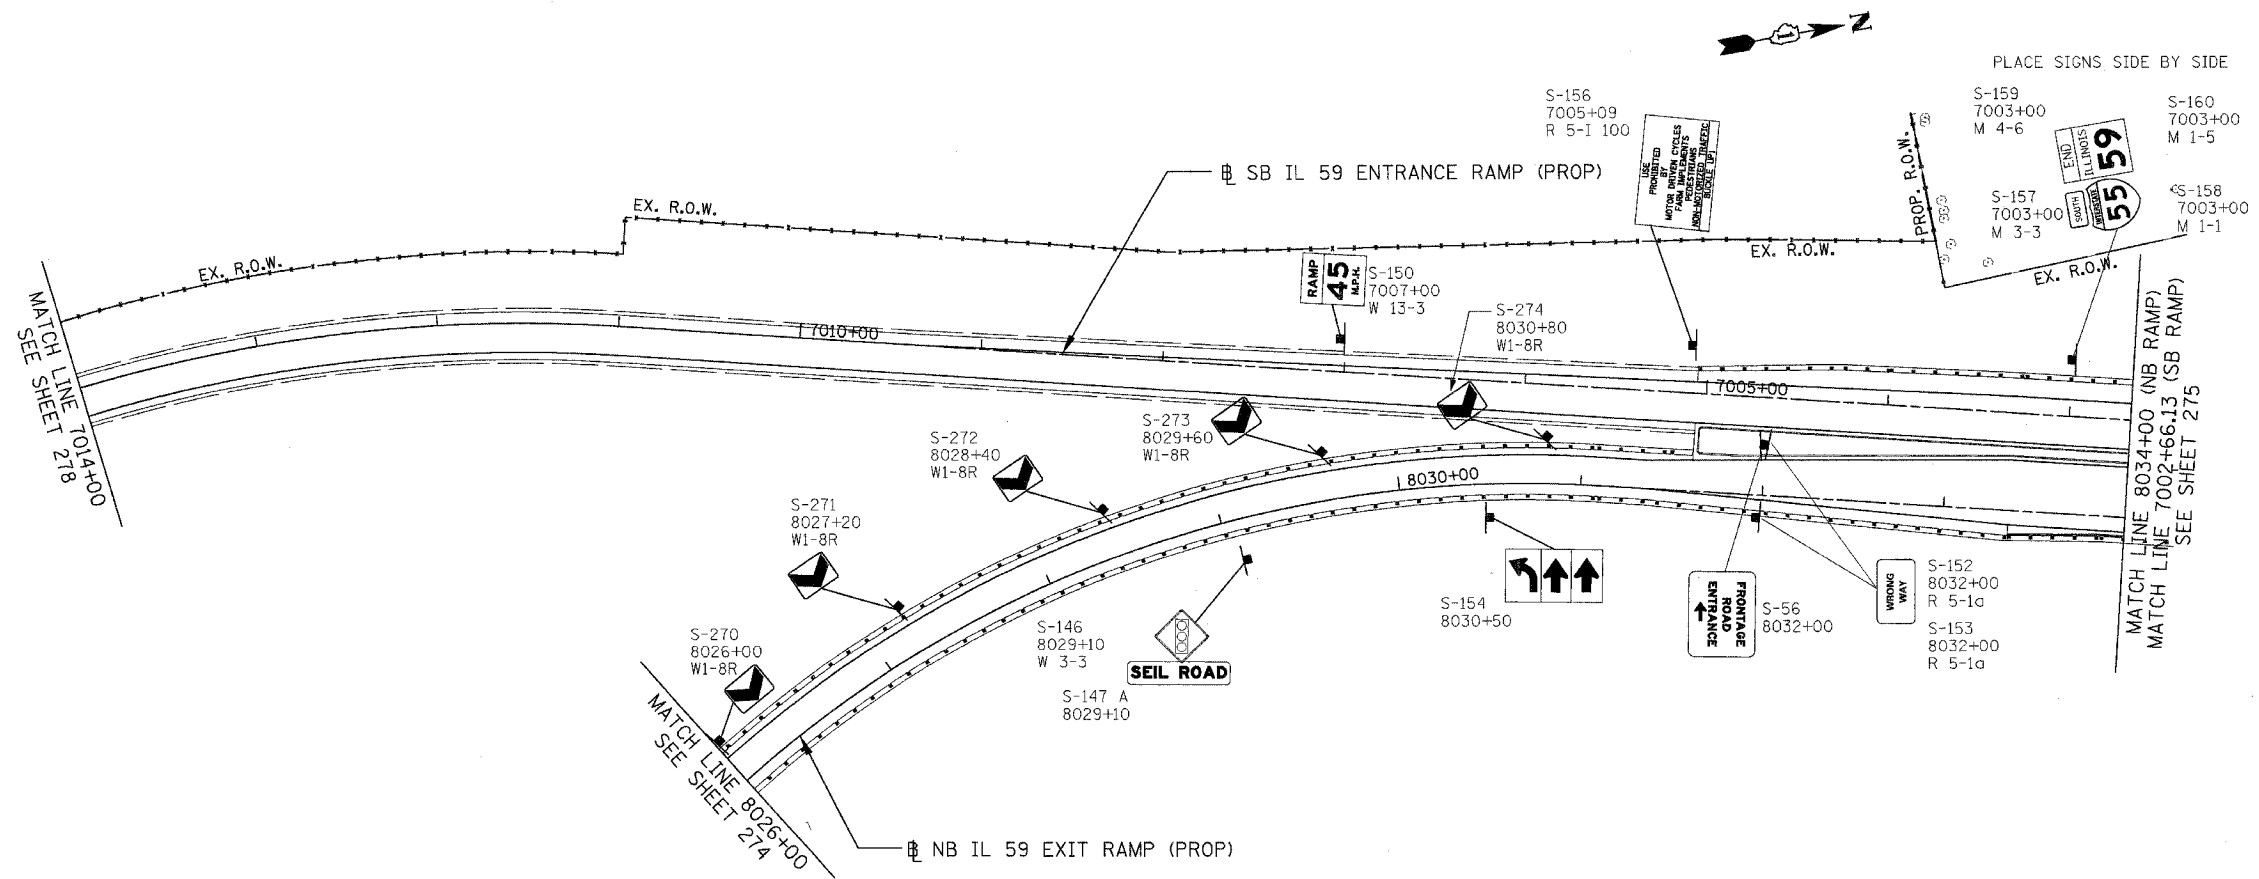 N
PLACE SIGNS SIDE BY SIDE
S-156
7005+09
R 5-I 100
USE
PROHIBITED
BY
MOTOR DRIVEN CYCLES
FARM IMPLEMENTS
PEDESTRIANS
NON-MOTORIZED TRAFFIC
BUCKLE UP!
S-159
7003+00
M 4-6
END
ILLINOIS
59
S-160
7003+00
M 1-5
S-157
7003+00
M 3-3
SOUTH
INTERSTATE
55
S-158
7003+00
M 1-1
PROP. R.O.W.
EX. R.O.W.
EX. R.O.W.
EX. R.O.W.
EX. R.O.W.
SB IL 59 ENTRANCE RAMP (PROP)
RAMP
45
M.P.H.
S-150
7007+00
W 13-3
S-274
8030+80
W1-8R
7010+00
7005+00
MATCH LINE 7014+00
SEE SHEET 278
S-273
8029+60
W1-8R
S-272
8028+40
W1-8R
S-271
8027+20
W1-8R
S-270
8026+00
W1-8R
8030+00
S-146
8029+10
W 3-3
SEIL ROAD
S-147 A
8029+10
S-154
8030+50
FRONTAGE
ROAD
ENTRANCE
S-56
8032+00
WRONG
WAY
S-152
8032+00
R 5-1a
S-153
8032+00
R 5-1a
MATCH LINE 8034+00 (NB RAMP)
MATCH LINE 7002+66.13 (SB RAMP)
SEE SHEET 275
MATCH LINE 8026+00
SEE SHEET 274
NB IL 59 EXIT RAMP (PROP)